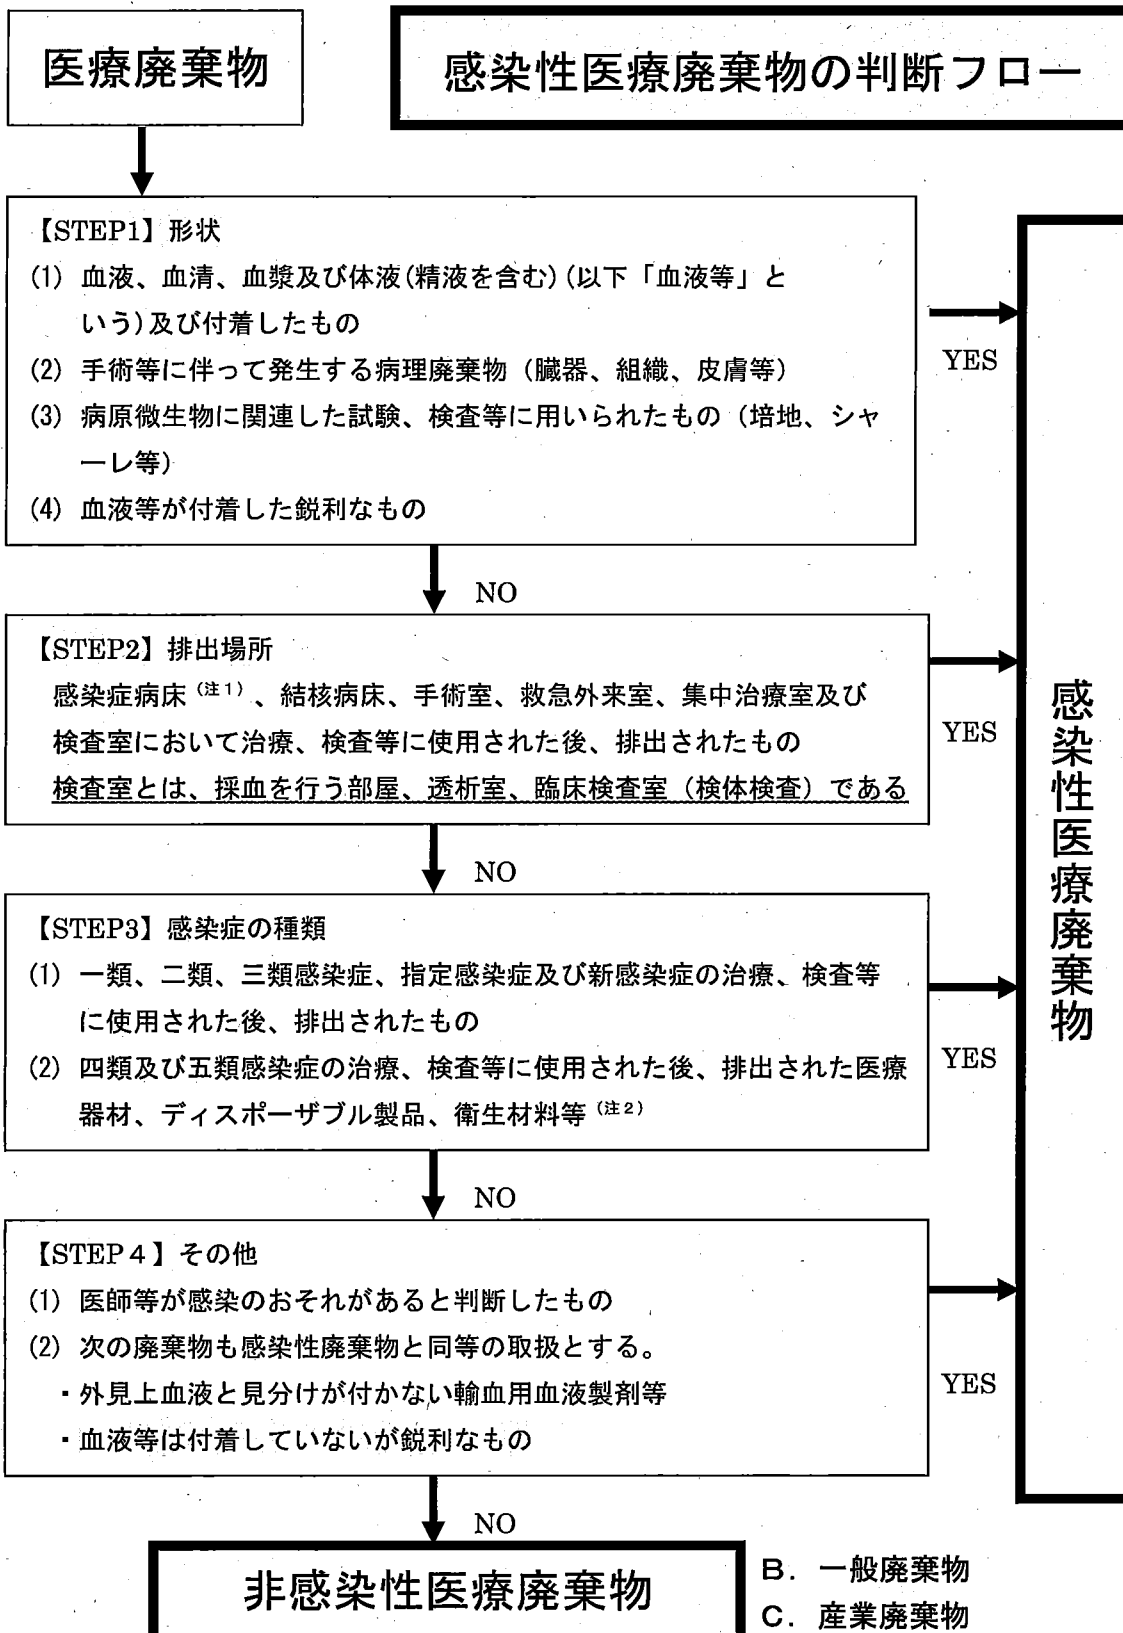 医療廃棄物
感染性医療廃棄物の判断フロー
【STEP1】形状
(1) 血液、血清、血漿及び体液(精液を含む)(以下「血液等」と
いう)及び付着したもの
(2) 手術等に伴って発生する病理廃棄物（臓器、組織、皮膚等）
(3) 病原微生物に関連した試験、検査等に用いられたもの（培地、シャ
ーレ等）
(4) 血液等が付着した鋭利なもの
YES
NO
【STEP2】排出場所
感染症病床(注1)、結核病床、手術室、救急外来室、集中治療室及び
検査室において治療、検査等に使用された後、排出されたもの
検査室とは、採血を行う部屋、透析室、臨床検査室（検体検査）である
YES
NO
【STEP3】感染症の種類
(1) 一類、二類、三類感染症、指定感染症及び新感染症の治療、検査等
に使用された後、排出されたもの
(2) 四類及び五類感染症の治療、検査等に使用された後、排出された医療
器材、ディスポーザブル製品、衛生材料等(注2)
YES
NO
【STEP４】その他
(1) 医師等が感染のおそれがあると判断したもの
(2) 次の廃棄物も感染性廃棄物と同等の取扱とする。
・外見上血液と見分けが付かない輸血用血液製剤等
・血液等は付着していないが鋭利なもの
YES
NO
感染性医療廃棄物
非感染性医療廃棄物
B. 一般廃棄物
C. 産業廃棄物